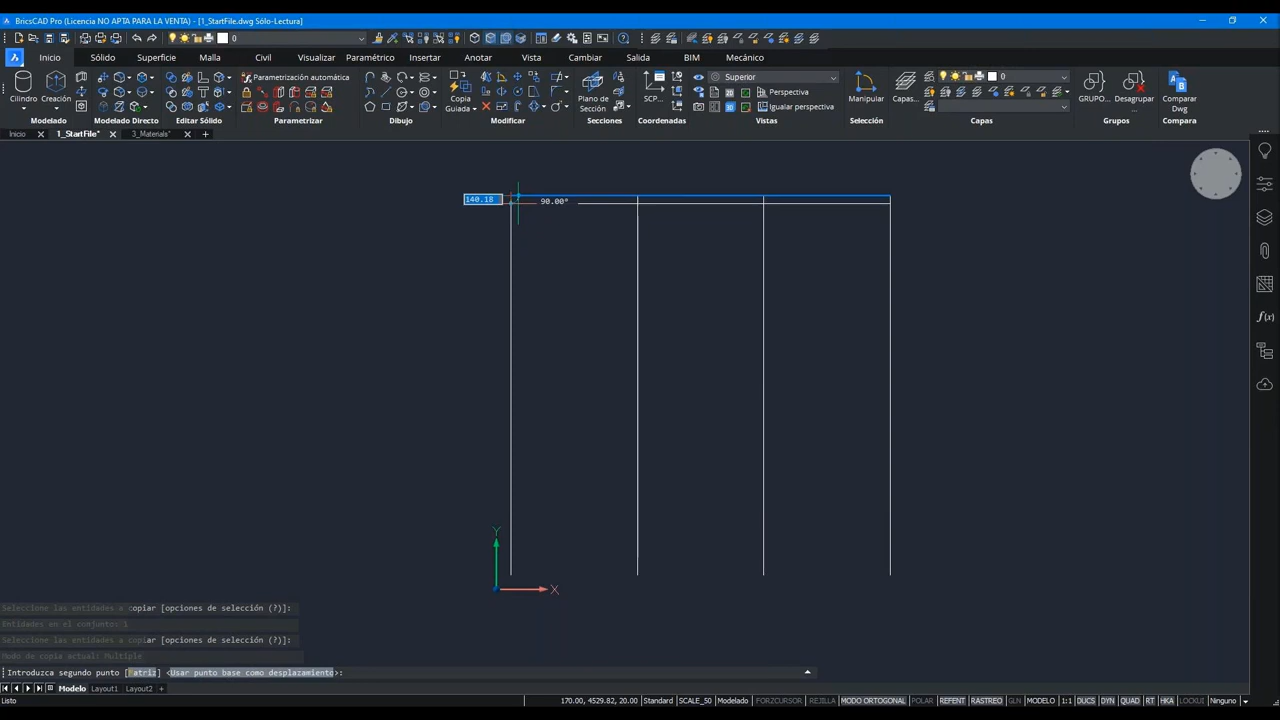 BricsCAD Pro (Licencia NO APTA PARA LA VENTA) - [1_StartFile.dwg Sólo-Lectura]
0
Inicio Sólido Superficie Malla Civil Visualizar Paramétrico Insertar Anotar Vista Cambiar Salida BIM Mecánico
Cilindro Creación Parametrización automática Copia Guiada Plano de Sección SCP... Superior Perspectiva Igualar perspectiva Manipular Capas... 0 GRUPO... Desagrupar... Comparar Dwg
Modelado Modelado Directo Editar Sólido Parametrizar Dibujo Modificar Secciones Coordenadas Vistas Selección Capas Grupos Compara
Inicio 1_StartFile* 3_Materials* +
140.18 90.00°
Y
X
Seleccione las entidades a copiar [opciones de selección (?)]:
Entidades en el conjunto: 1
Seleccione las entidades a copiar [opciones de selección (?)]:
Modo de copia actual: Multiple
Introduzca segundo punto [matriz] <Usar punto base como desplazamiento>:
Modelo Layout1 Layout2 +
Listo 170.00, 4529.82, 20.00 Standard SCALE_50 Modelado FORZCURSOR REJILLA MODO ORTOGONAL POLAR REFENT RASTREO GLN MODELO 1:1 DUCS DYN QUAD RT HKA LOCKUI Ninguno